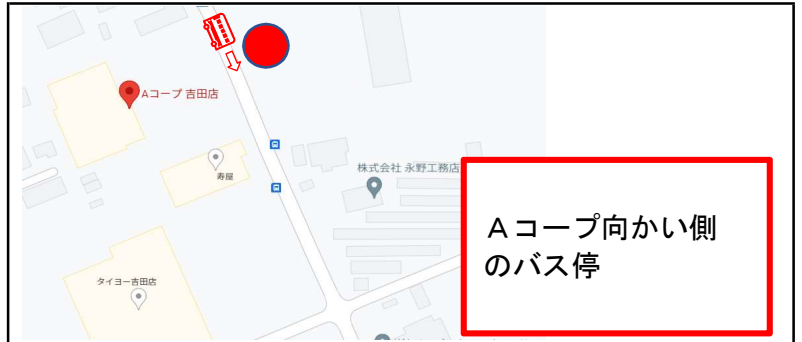 Aコープ 吉田店
寿屋
株式会社 永野工務店
Aコープ向かい側
のバス停
タイヨー吉田店